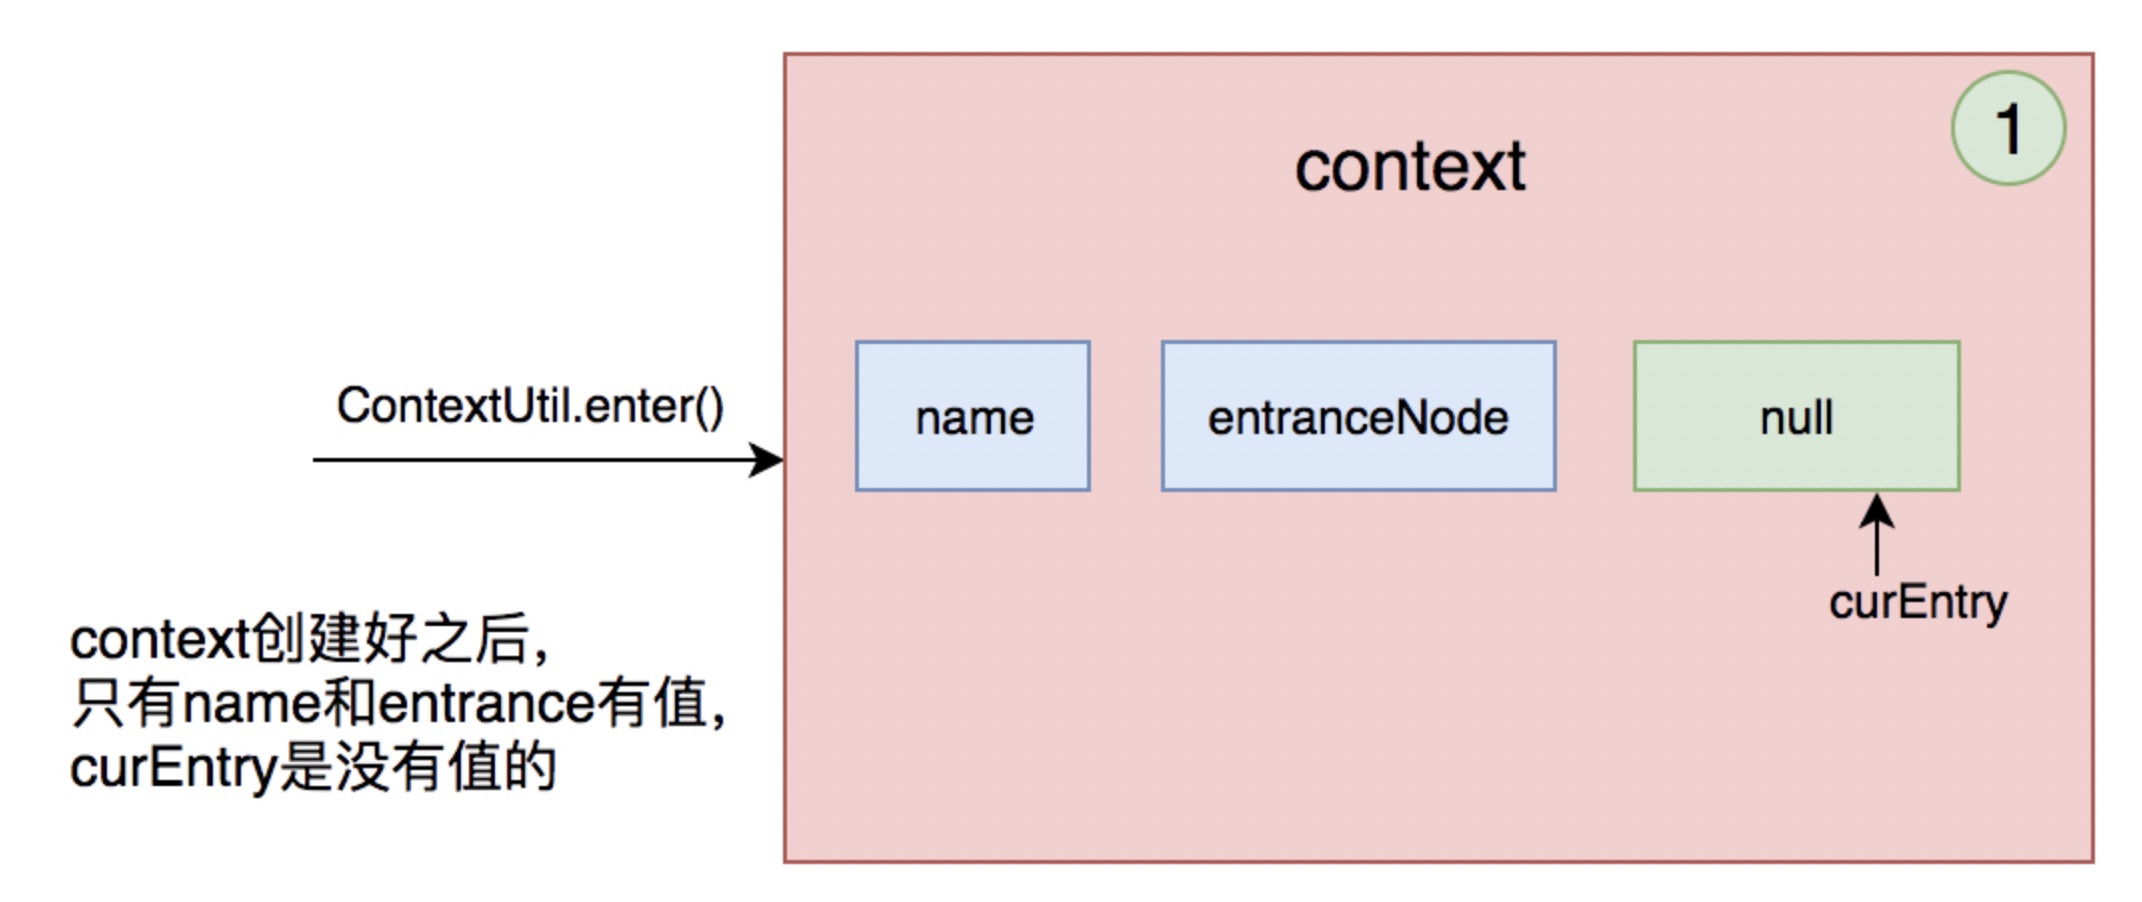 1
context
ContextUtil.enter()
name
entranceNode
null
curEntry
context创建好之后,
只有name和entrance有值,
curEntry是没有值的